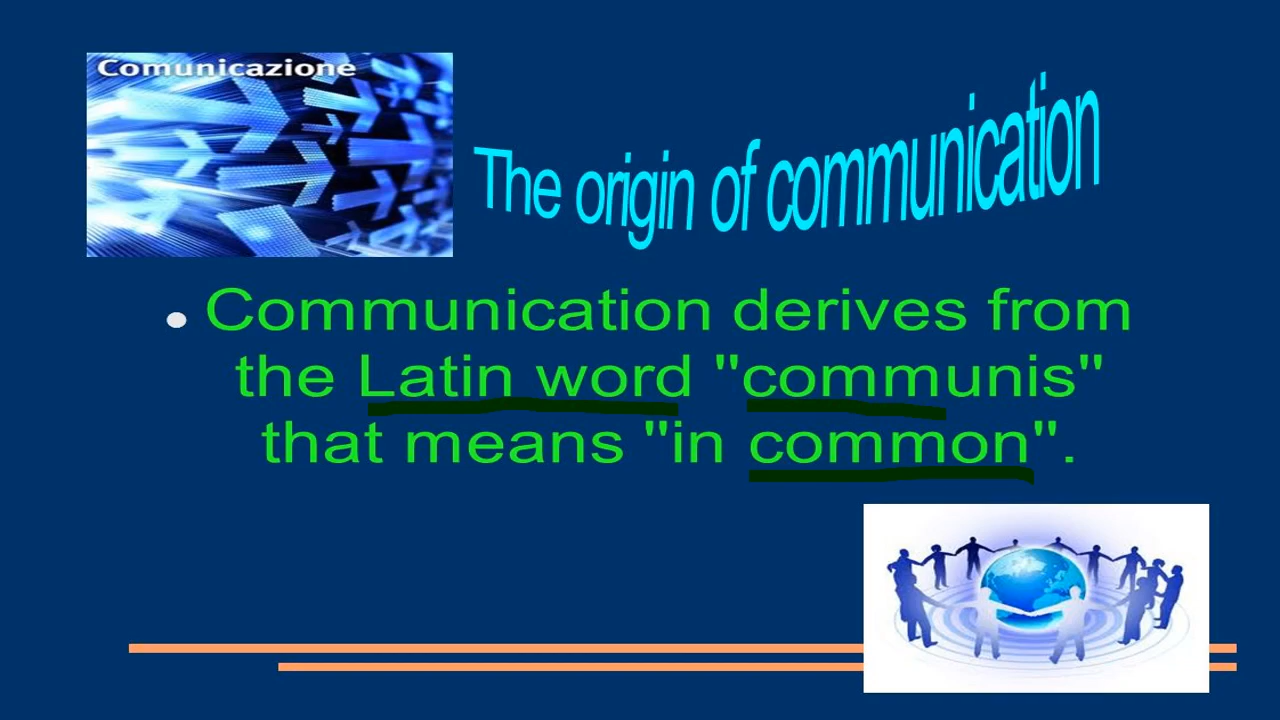 Comunicazione
The origin of communication
Communication derives from
the Latin word "communis"
that means "in common".